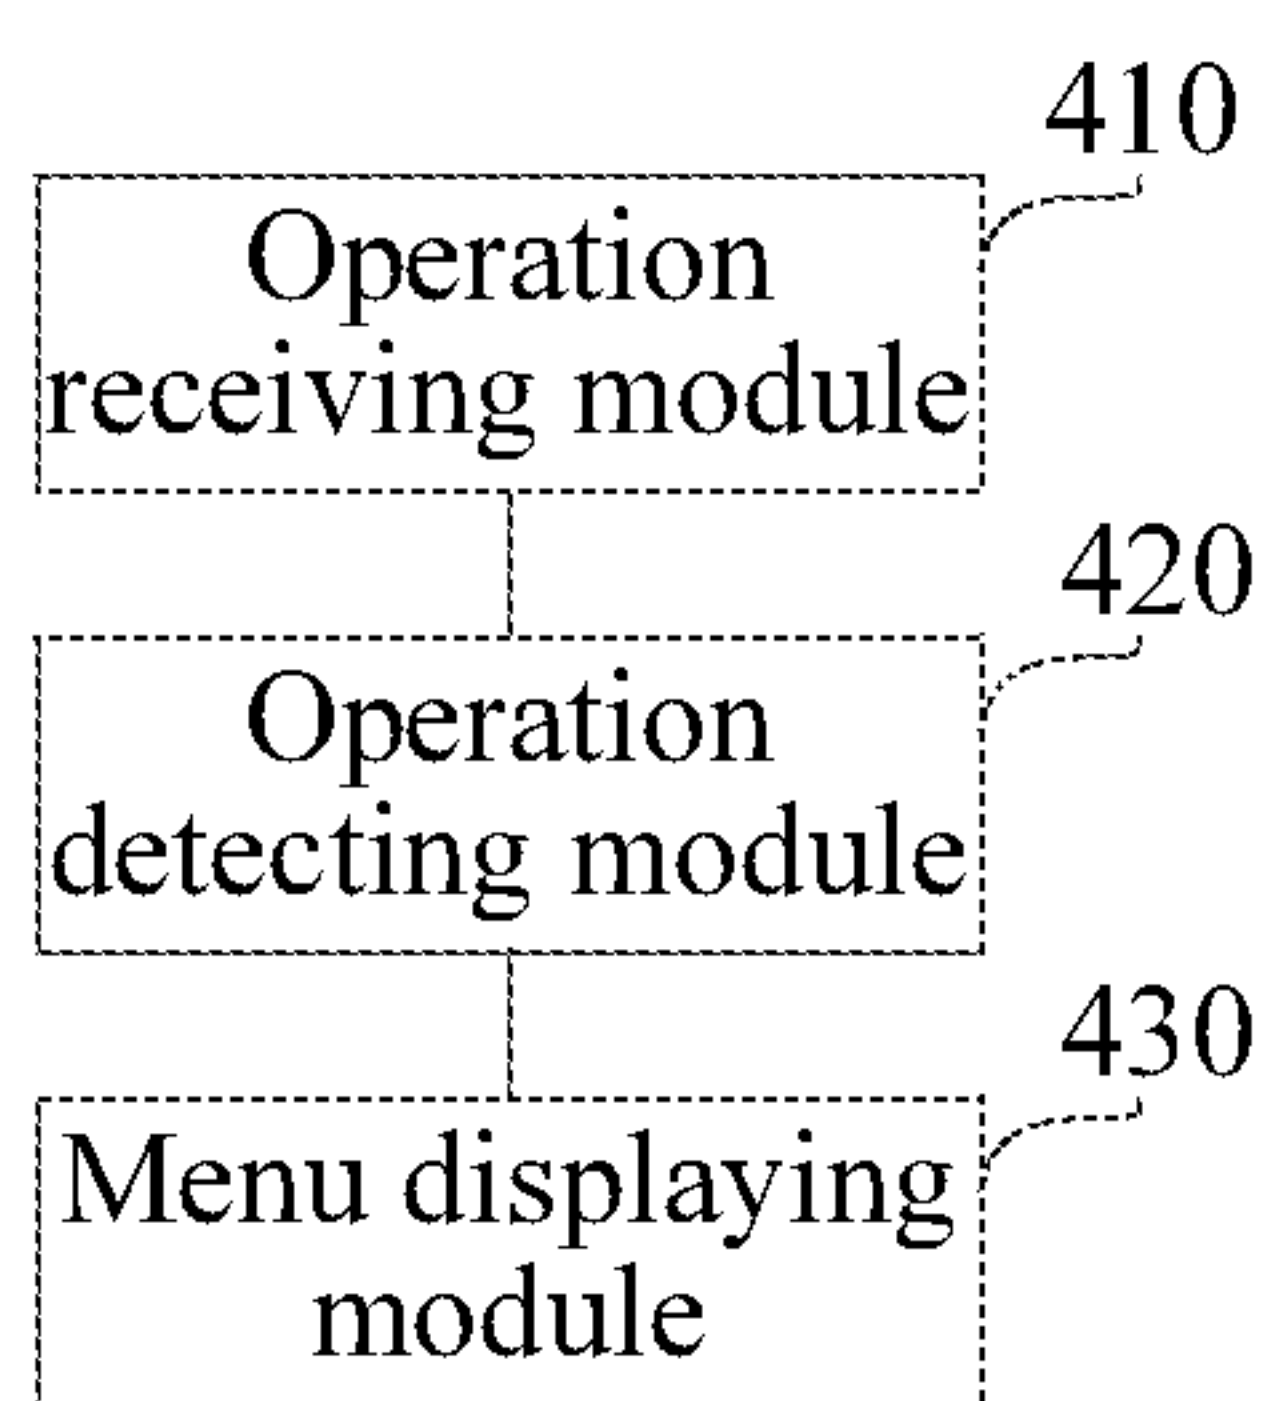 410
Operation
receiving module
420
Operation
detecting module
430
Menu displaying
module